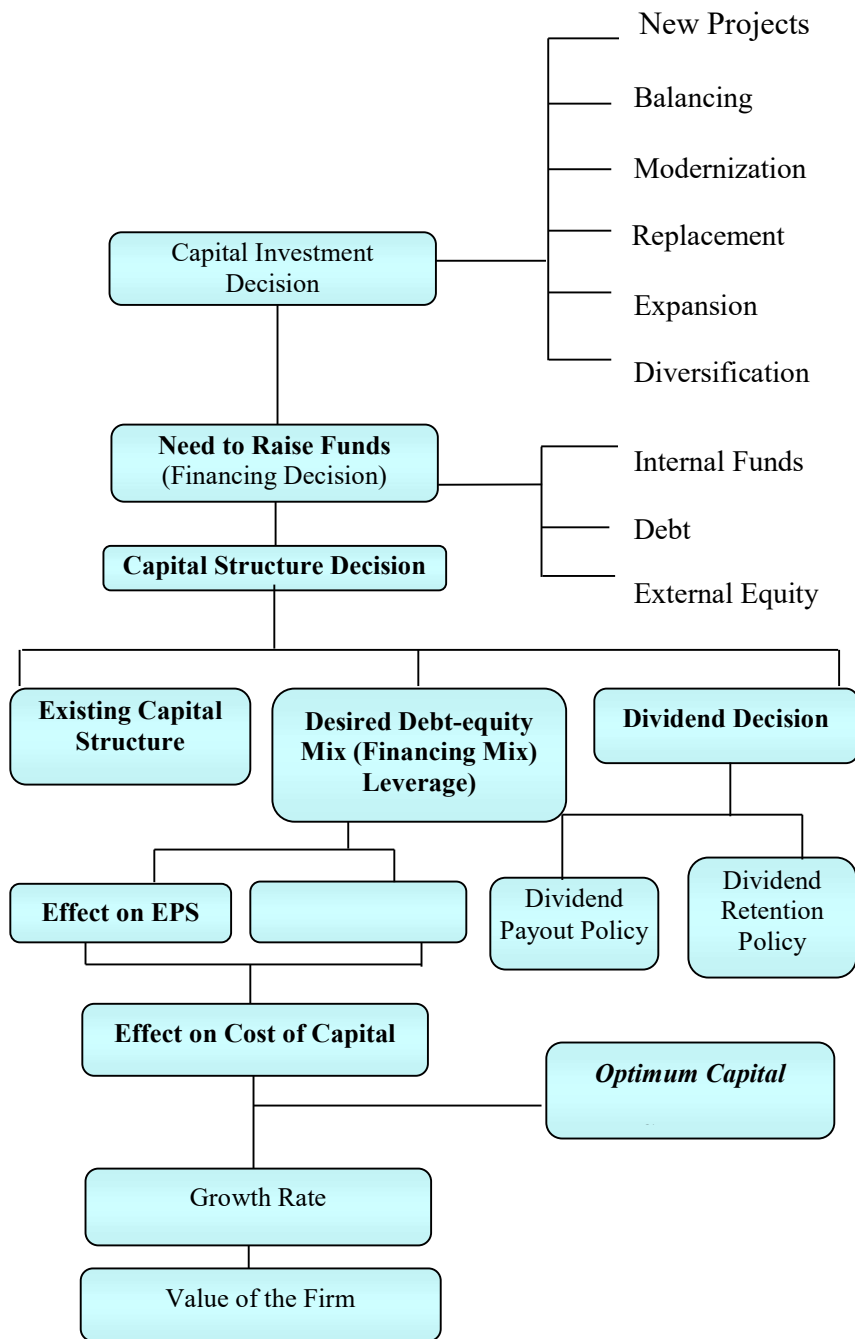 New Projects
Balancing
Modernization
Replacement
Capital Investment
Decision
Expansion
Diversification
Need to Raise Funds
(Financing Decision)
Internal Funds
Debt
Capital Structure Decision
External Equity
Existing Capital
Structure
Desired Debt-equity
Mix (Financing Mix)
Leverage)
Dividend Decision
Effect on EPS
Dividend
Payout Policy
Dividend
Retention
Policy
Effect on Cost of Capital
Optimum Capital
Growth Rate
Value of the Firm